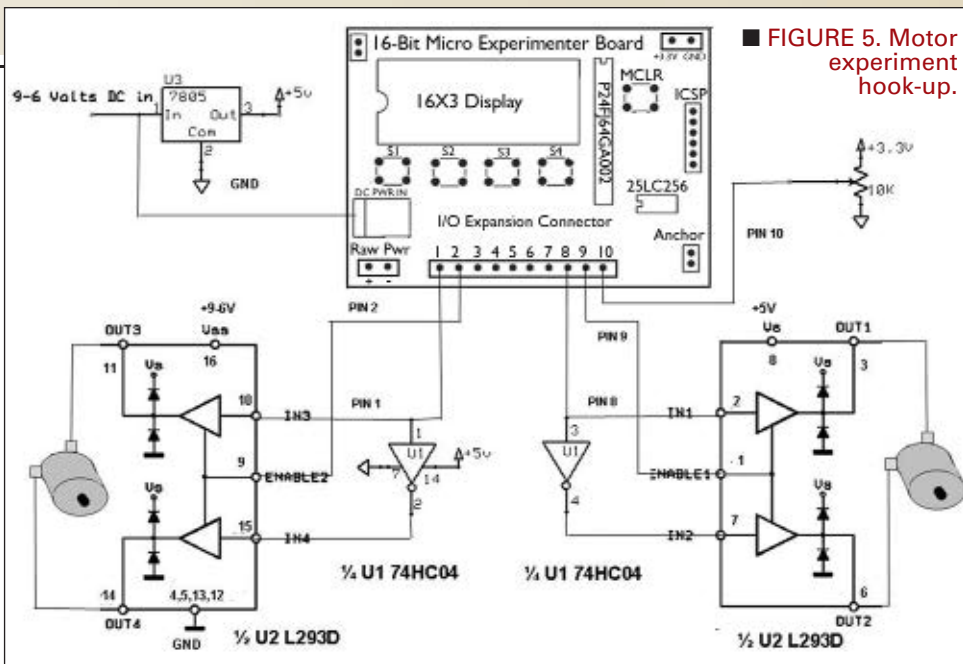 ■ FIGURE 5. Motor
experiment
hook-up.
16-Bit Micro Experimenter Board
+3.3V GND
MCLR
ICSP
16X3 Display
P24FJ64GA002
S1 S2 S3 S4
25LC256
DC PWR IN
I/O Expansion Connector
Raw Pwr
+ -
Anchor
1 2 3 4 5 6 7 8 9 10
U3
9-6 Volts DC in
7805
1 In Out 3
+5v
Com
2
GND
+3.3v
10K
PIN 10
PIN 2
PIN 9
PIN 1
PIN 8
+9-6V
OUT3
Vss
11
16
Vs
18
IN3
9
ENABLE2
Vs
15
IN4
14
4,5,13,12
OUT4
GND
½ U2 L293D
1
U1
7
14
+5v
2
¼ U1 74HC04
3
U1
4
¼ U1 74HC04
+5V
Vs
OUT1
8
3
IN1
2
Vs
ENABLE1
1
Vs
IN2
7
6
OUT2
½ U2 L293D